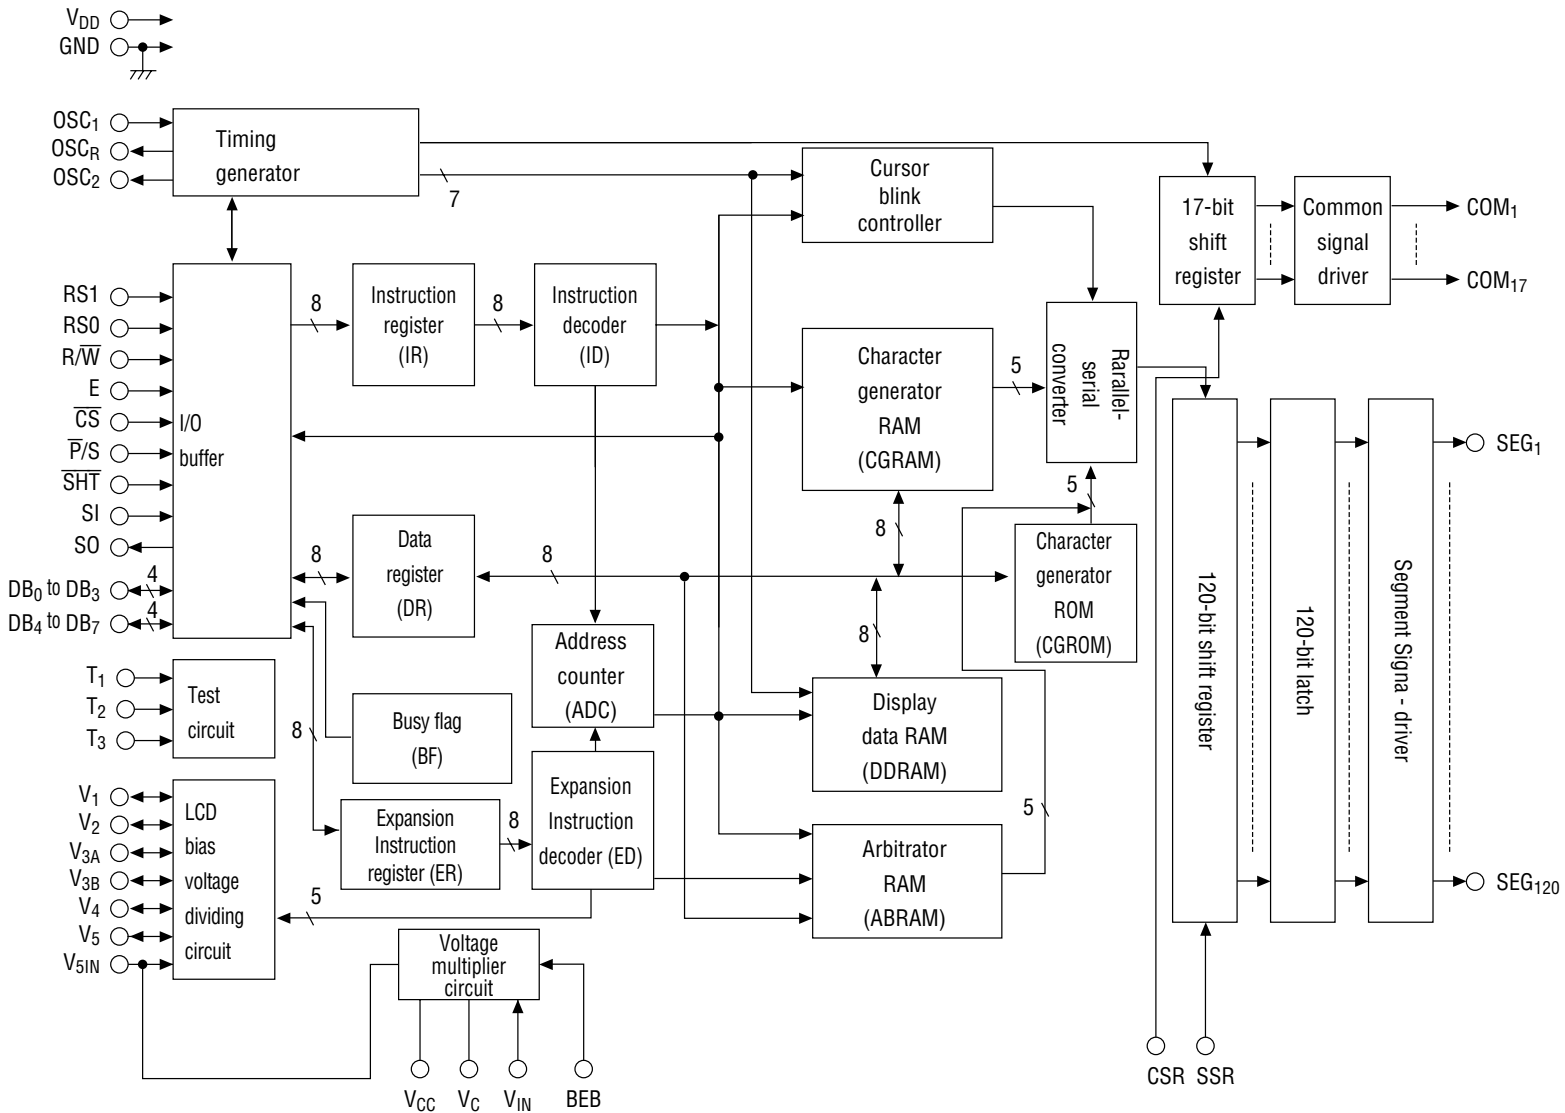 VDD
GND
OSC1
OSCR
OSC2
Timing
generator
7
Cursor
blink
controller
17-bit
shift
register
Common
signal
driver
COM1
COM17
RS1
RS0
R/W̅
E
C̅S̅
P̅/S
S̅H̅T̅
SI
SO
DB0 to DB3
4
DB4 to DB7
4
I/O
buffer
8
Instruction
register
(IR)
8
Instruction
decoder
(ID)
Character
generator
RAM
(CGRAM)
5
Rarallel-
serial
converter
8
Data
register
(DR)
8
8
5
Character
generator
ROM
(CGROM)
8
120-bit shift register
120-bit latch
Segment Signa - driver
SEG1
SEG120
T1
T2
T3
Test
circuit
8
Busy flag
(BF)
Address
counter
(ADC)
Display
data RAM
(DDRAM)
V1
V2
V3A
V3B
V4
V5
V5IN
LCD
bias
voltage
dividing
circuit
Expansion
Instruction
register (ER)
8
Expansion
Instruction
decoder (ED)
5
5
Arbitrator
RAM
(ABRAM)
Voltage
multiplier
circuit
VCC
VC
VIN
BEB
CSR
SSR